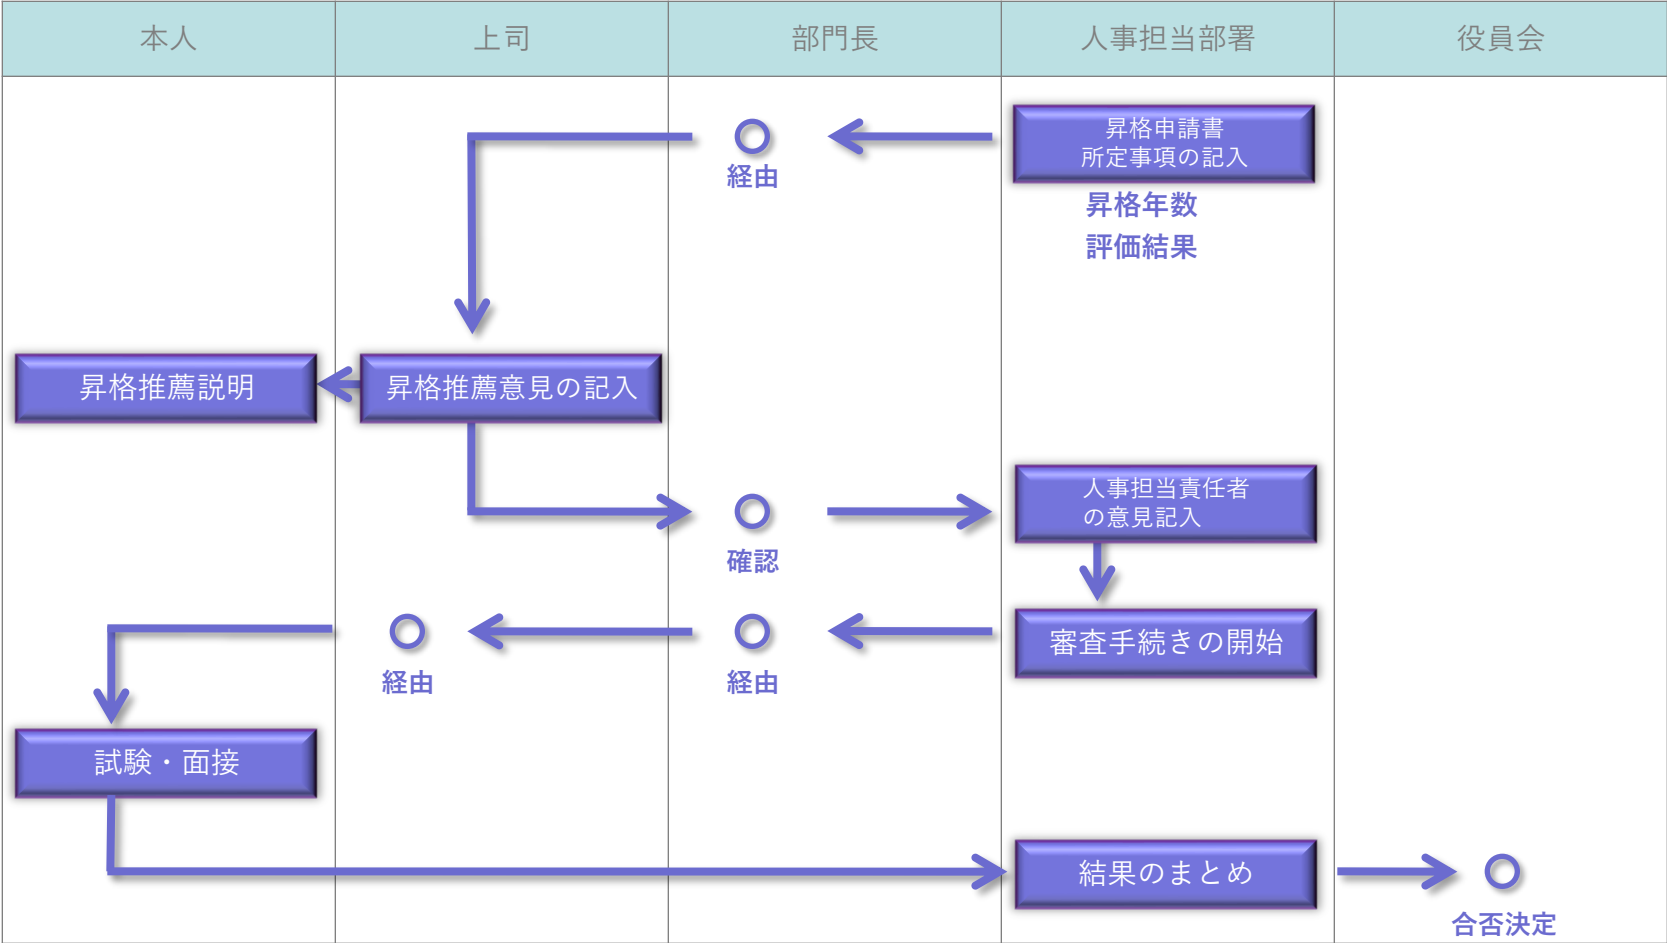 本人
上司
部門長
人事担当部署
役員会
昇格申請書
所定事項の記入
経由
昇格年数
評価結果
昇格推薦説明
昇格推薦意見の記入
人事担当責任者
の意見記入
確認
審査手続きの開始
経由
経由
試験・面接
結果のまとめ
合否決定